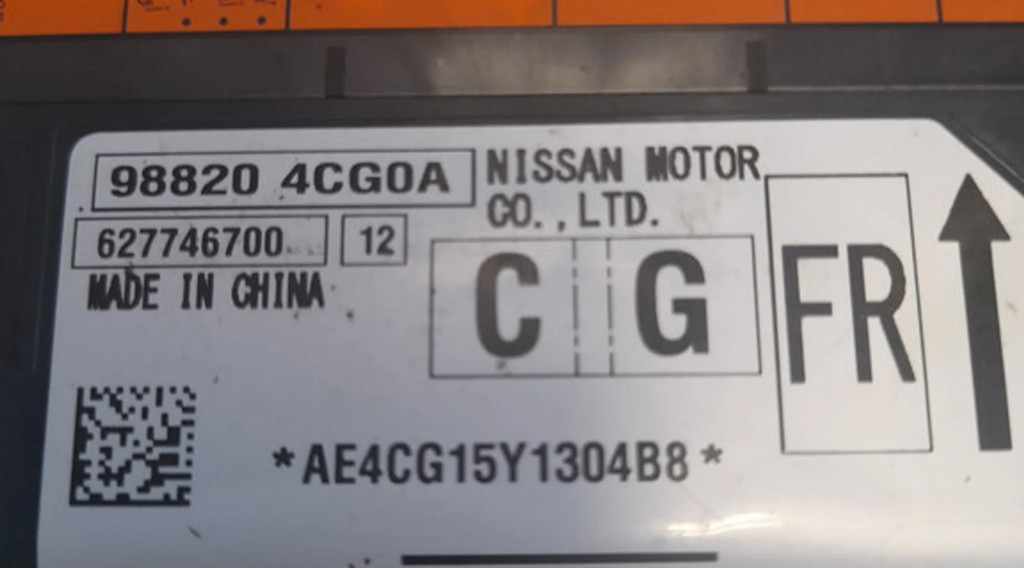 98820 4CG0A
NISSAN MOTOR
CO.,LTD.
627746700
12
MADE IN CHINA
C G
FR
*AE4CG15Y1304B8*